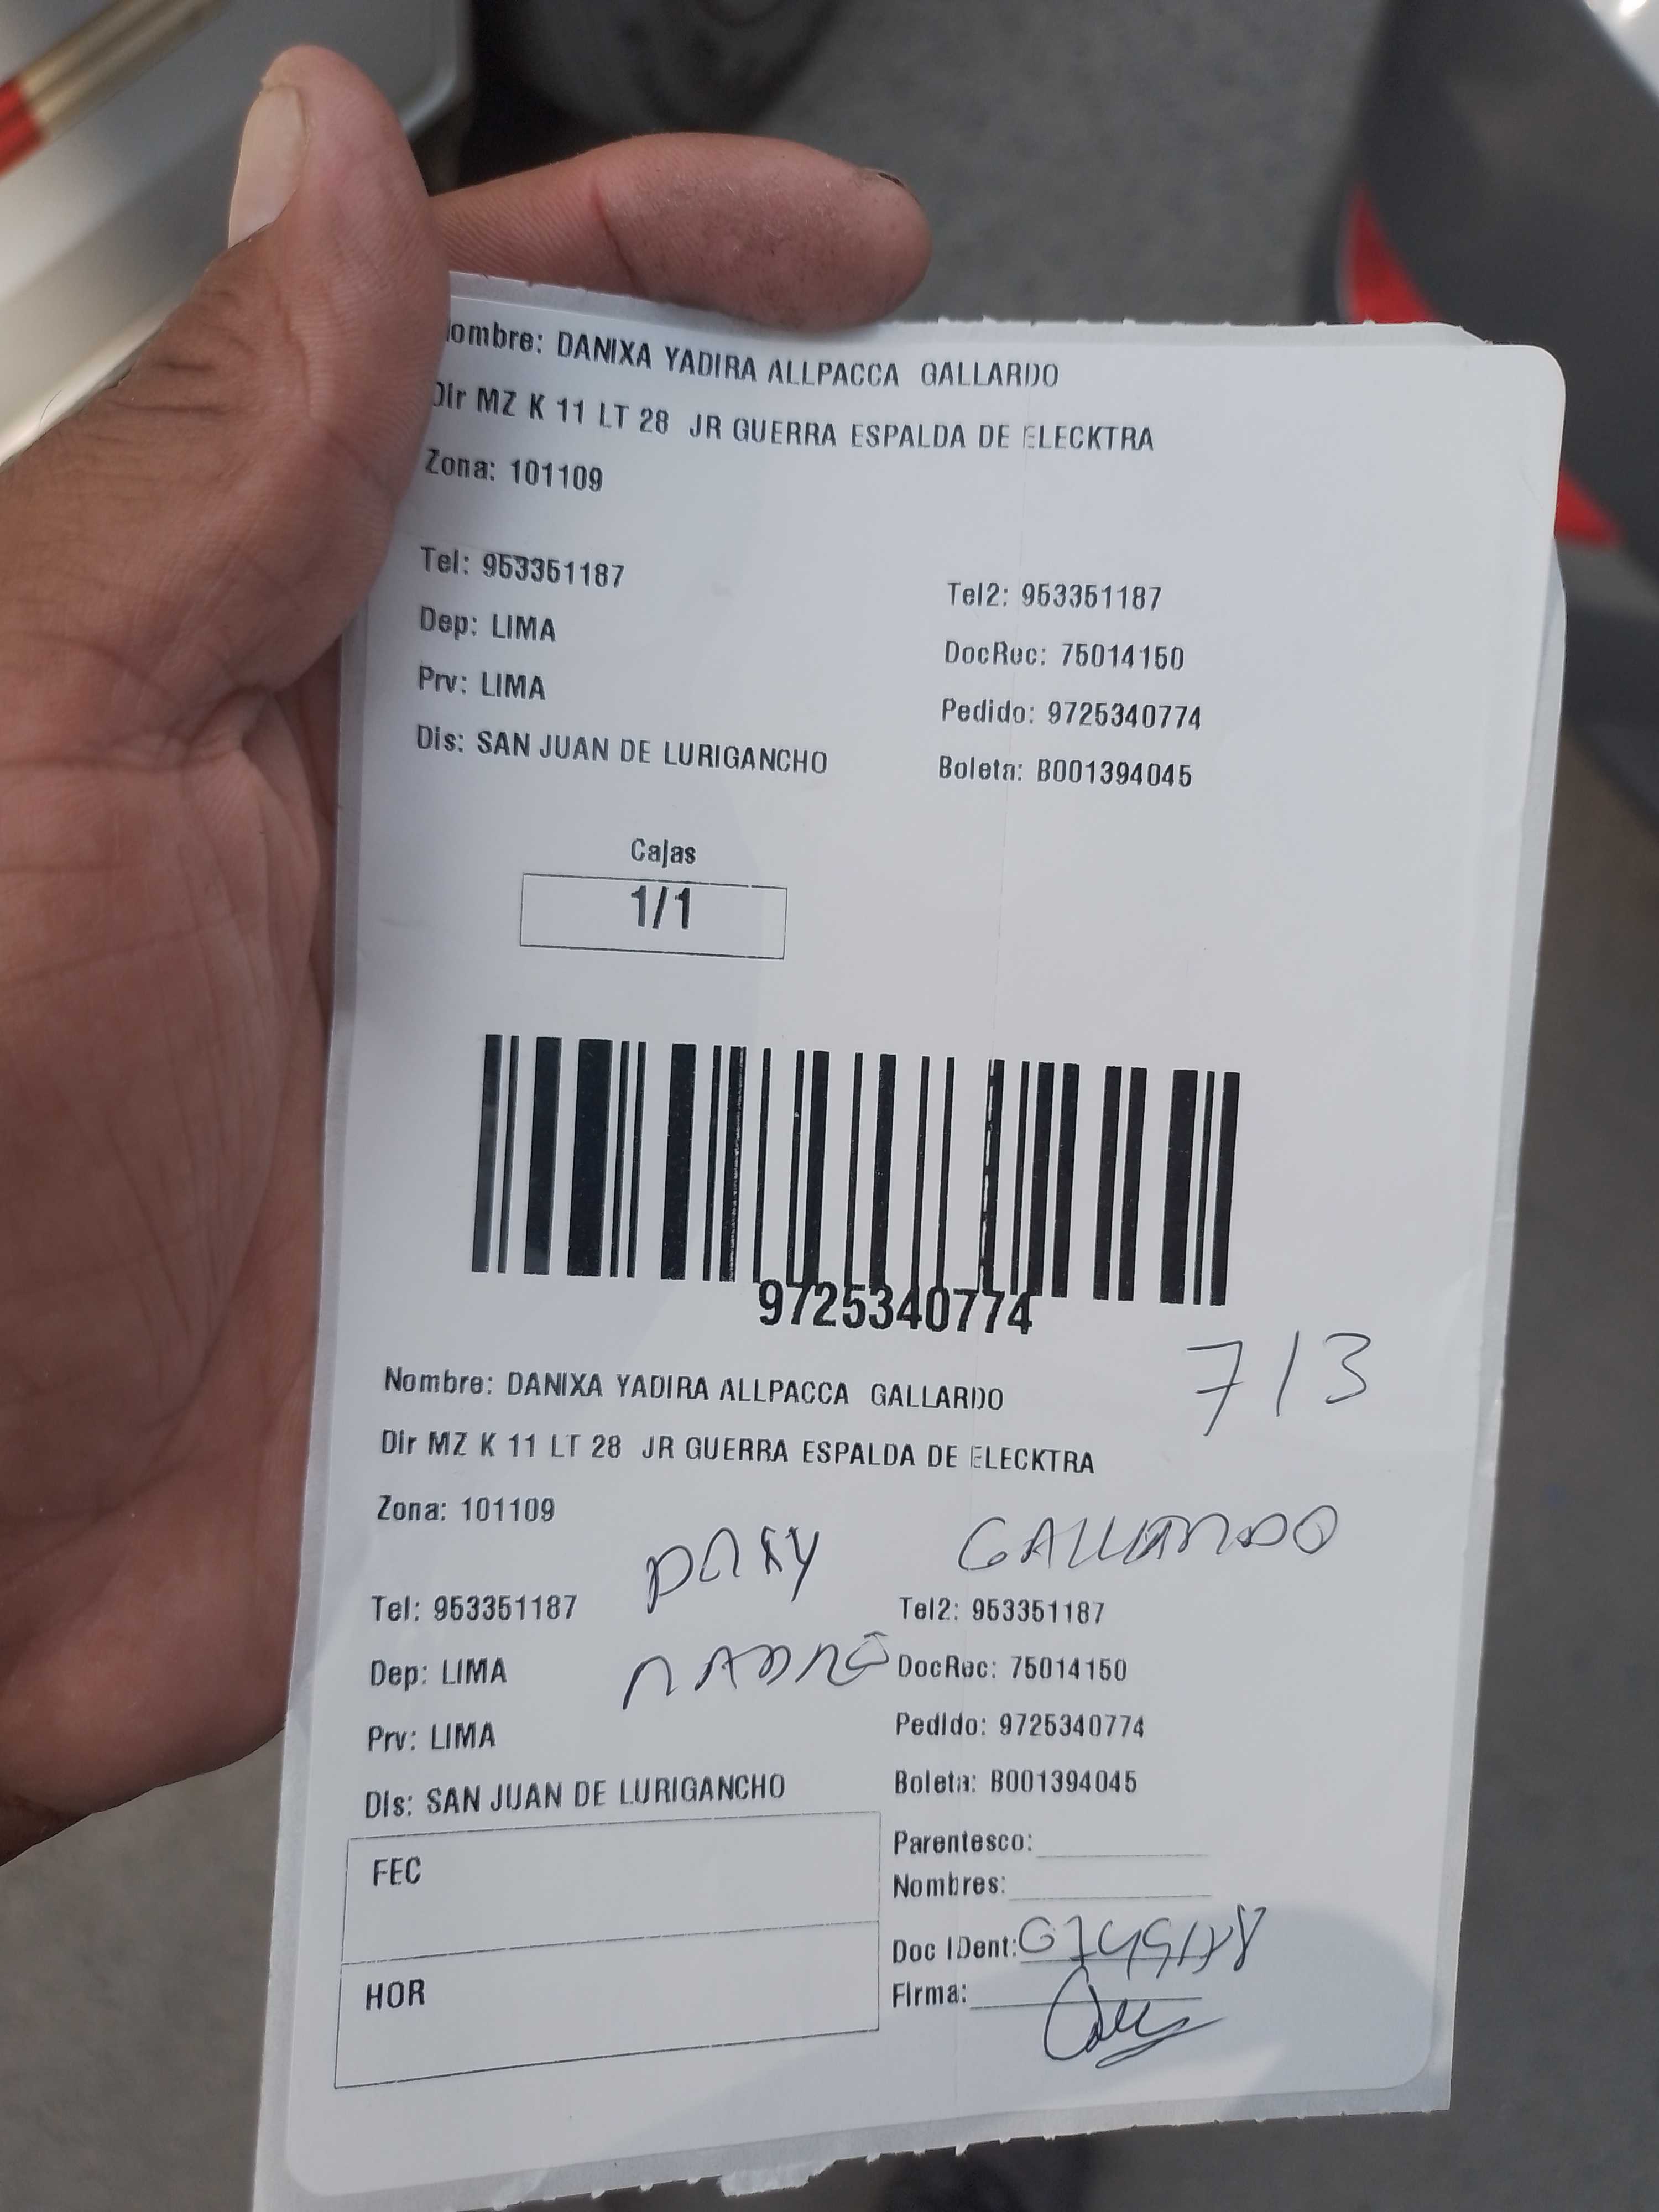 ombre: DANIXA YADIRA ALLPACCA GALLARDO
Dir MZ K 11 LT 28 JR GUERRA ESPALDA DE ELECKTRA
Zona: 101109
Tel: 953351187 Tel2: 953351187
Dep: LIMA DocRec: 75014150
Prv: LIMA Pedido: 9725340774
Dis: SAN JUAN DE LURIGANCHO Boleta: B001394045
Cajas
1/1
9725340774
7/3
Nombre: DANIXA YADIRA ALLPACCA GALLARDO
Dir MZ K 11 LT 28 JR GUERRA ESPALDA DE ELECKTRA
Zona: 101109
GALLARDO
Tel: 953351187 Tel2: 953351187
Dep: LIMA MADRE DocRec: 75014150
Prv: LIMA Pedido: 9725340774
Dis: SAN JUAN DE LURIGANCHO Boleta: B001394045
Parentesco:
FEC Nombres:
Doc IDent:
HOR Firma: